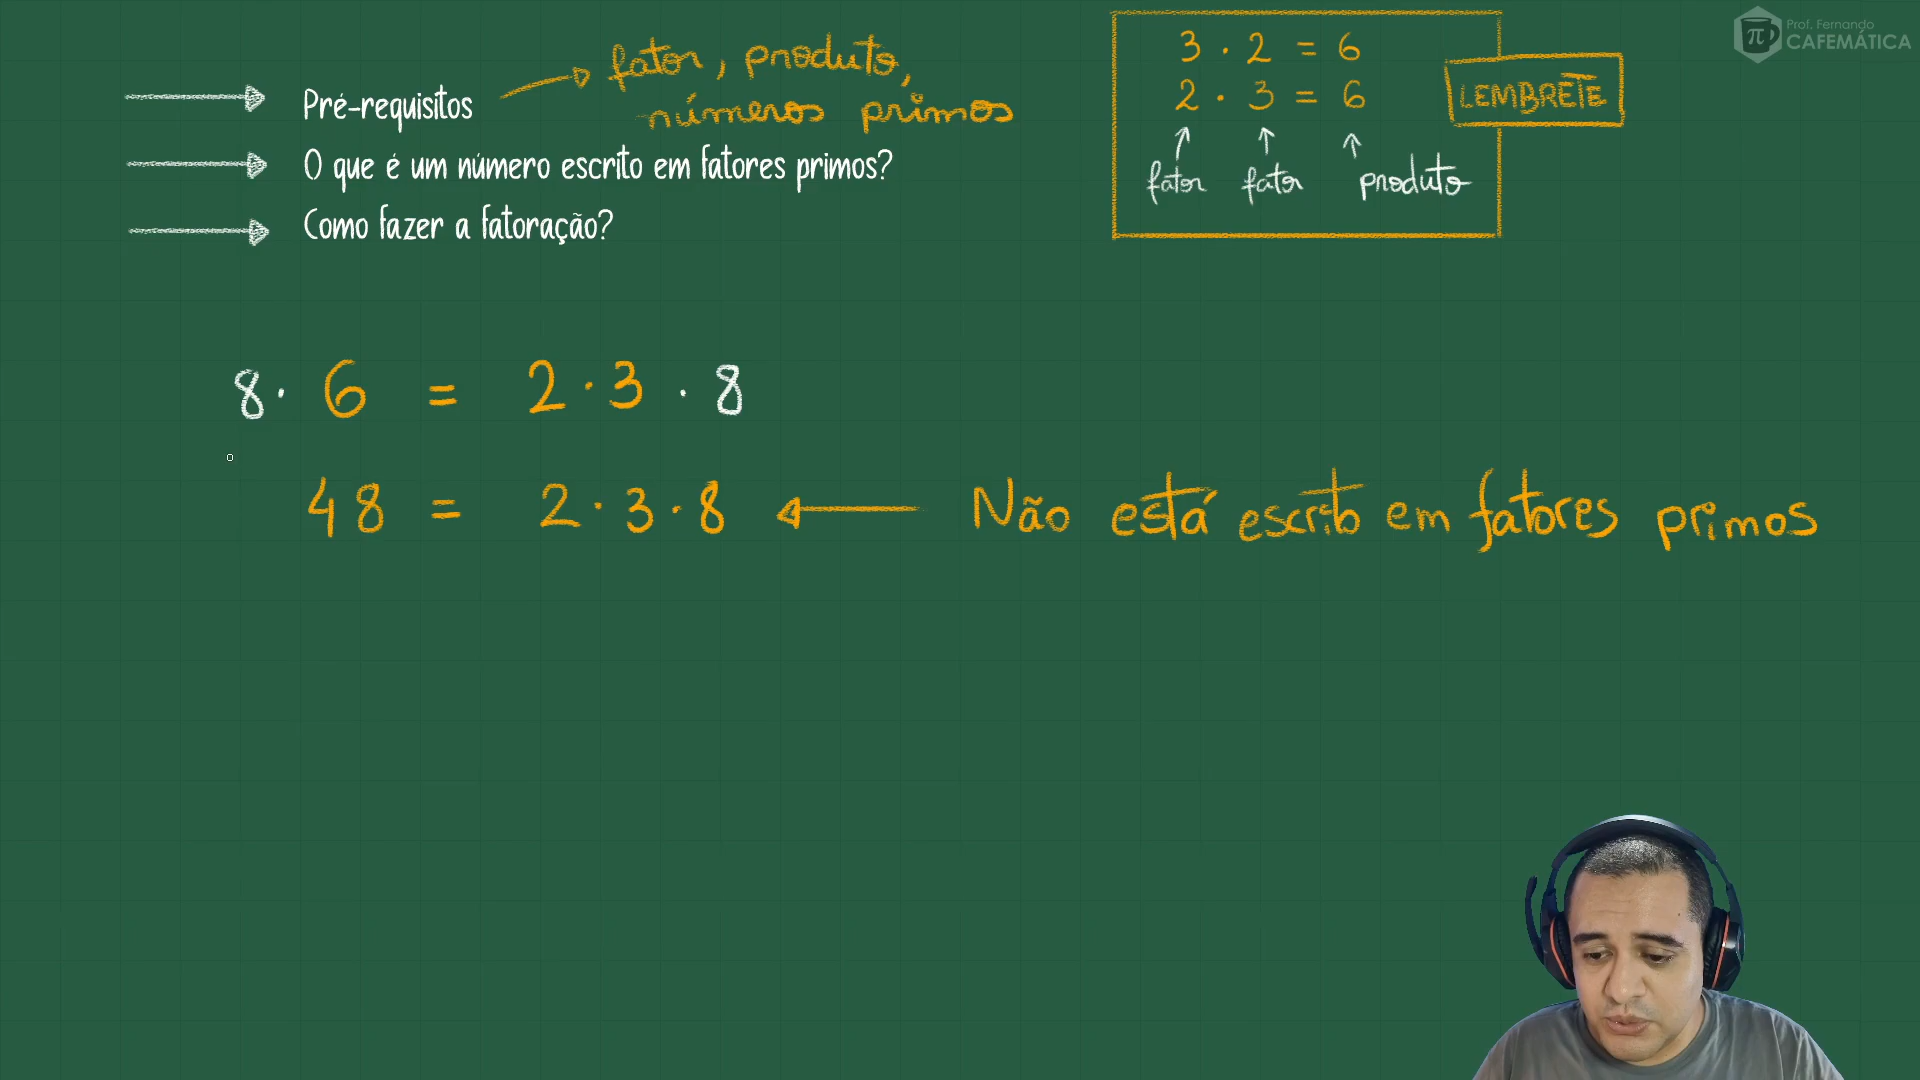 Prof. Fernando
CAFEMÁTICA
Pré-requisitos
fator, produto,
números primos
O que é um número escrito em fatores primos?
Como fazer a fatoração?
3 · 2 = 6
2 · 3 = 6
fator fator produto
LEMBRETE
8 · 6 = 2 · 3 · 8
48 = 2 · 3 · 8
Não está escrito em fatores primos